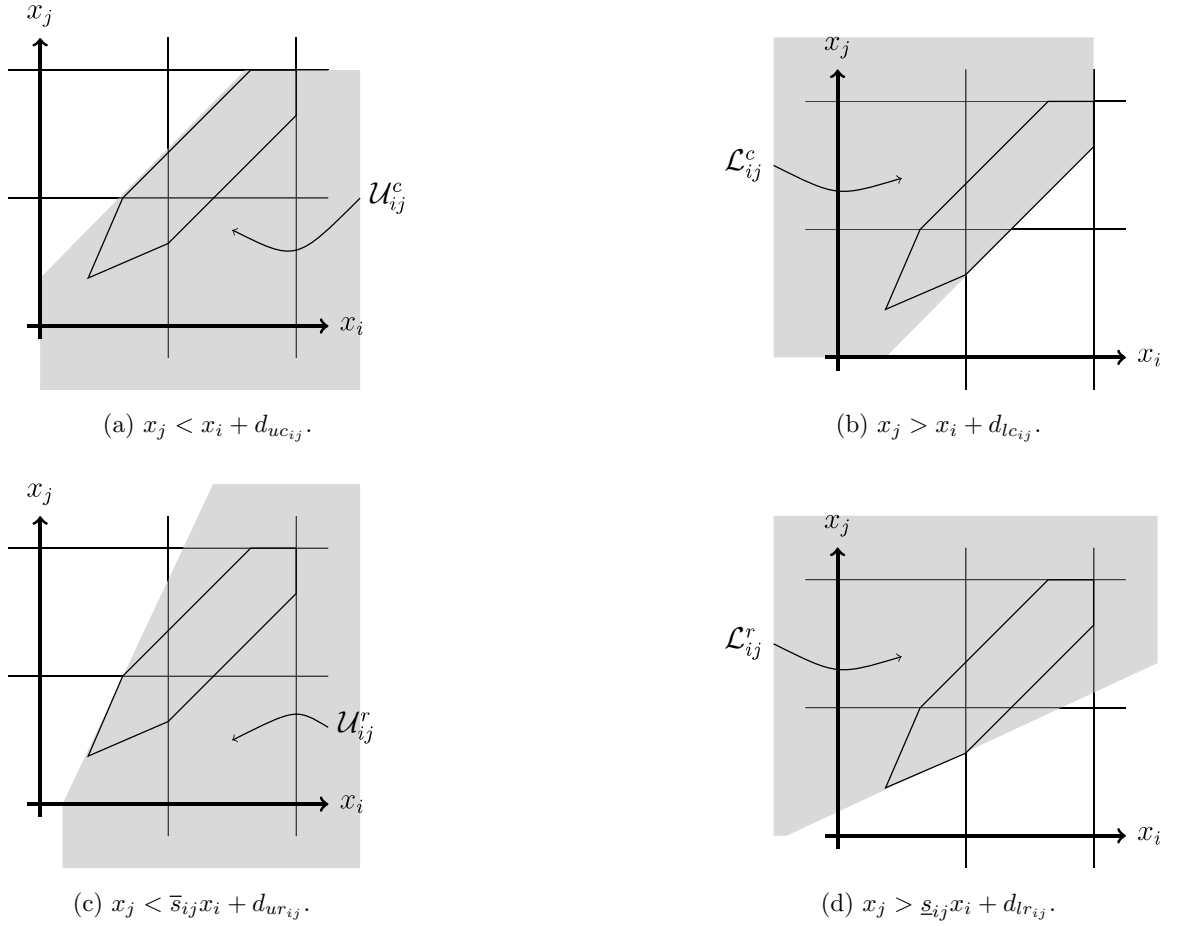 x_j
x_i
𝒰^c_{ij}
(a) x_j < x_i + d_{uc_{ij}}.
x_j
x_i
ℒ^c_{ij}
(b) x_j > x_i + d_{lc_{ij}}.
x_j
x_i
𝒰^r_{ij}
(c) x_j < s̅_{ij}x_i + d_{ur_{ij}}.
x_j
x_i
ℒ^r_{ij}
(d) x_j > s̲_{ij}x_i + d_{lr_{ij}}.